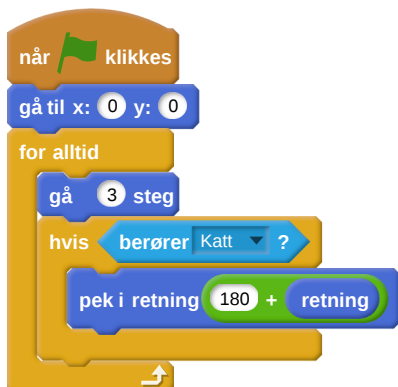 når klikkes
gå til x: 0 y: 0
for alltid
gå 3 steg
hvis berører Katt ?
pek i retning 180 + retning